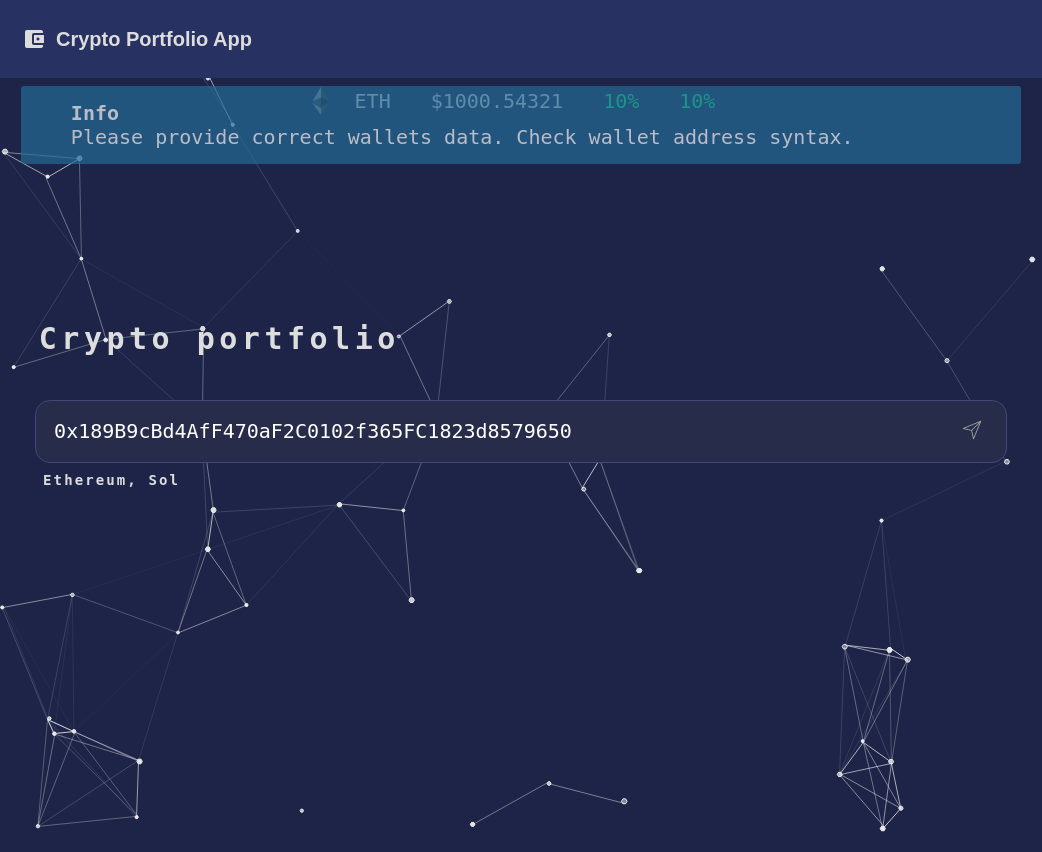 Crypto Portfolio App
ETH $1000.54321 10% 10%
Info
Please provide correct wallets data. Check wallet address syntax.
Crypto portfolio
0x189B9cBd4AfF470aF2C0102f365FC1823d8579650
Ethereum, Sol